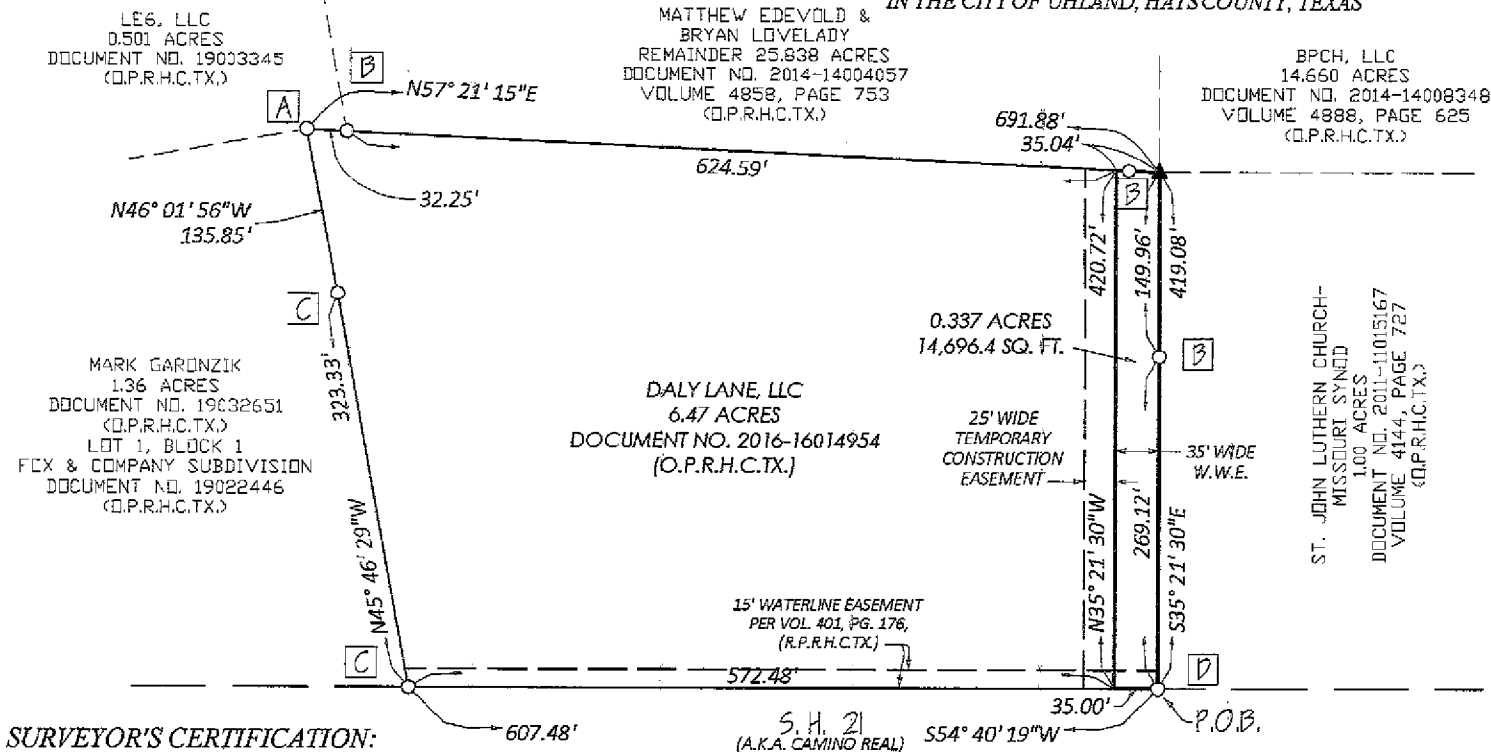 IN THE CITY OF UHLAND, HAYS COUNTY, TEXAS
LE6, LLC
0.501 ACRES
DOCUMENT NO. 19003345
(O.P.R.H.C.TX.)
MATTHEW EDEVOLD &
BRYAN LOVELADY
REMAINDER 25.838 ACRES
DOCUMENT NO. 2014-14004057
VOLUME 4858, PAGE 753
(O.P.R.H.C.TX.)
BPCH, LLC
14.660 ACRES
DOCUMENT NO. 2014-14008348
VOLUME 4888, PAGE 625
(O.P.R.H.C.TX.)
B
A
N57° 21' 15"E
691.88'
35.04'
624.59'
32.25'
B
N46° 01' 56"W
135.85'
420.72'
149.96'
419.08'
C
323.33'
0.337 ACRES
14,696.4 SQ. FT.
B
MARK GARONZIK
1.36 ACRES
DOCUMENT NO. 19032651
(O.P.R.H.C.TX.)
LOT 1, BLOCK 1
FOX & COMPANY SUBDIVISION
DOCUMENT NO. 19022446
(O.P.R.H.C.TX.)
DALY LANE, LLC
6.47 ACRES
DOCUMENT NO. 2016-16014954
(O.P.R.H.C.TX.)
25' WIDE
TEMPORARY
CONSTRUCTION
EASEMENT
35' WIDE
W.W.E.
ST. JOHN LUTHERN CHURCH-
MISSOURI SYNOD
1.00 ACRES
DOCUMENT NO. 2011-11015167
VOLUME 4144, PAGE 727
(O.P.R.H.C.TX.)
N45° 46' 29"W
N35° 21' 30"W
269.12'
S35° 21' 30"E
15' WATERLINE EASEMENT
PER VOL. 401, PG. 176,
(R.P.R.H.C.TX.)
C
572.48'
D
35.00'
P.O.B.
607.48'
S. H. 21
(A.K.A. CAMINO REAL)
S54° 40' 19"W
SURVEYOR'S CERTIFICATION: